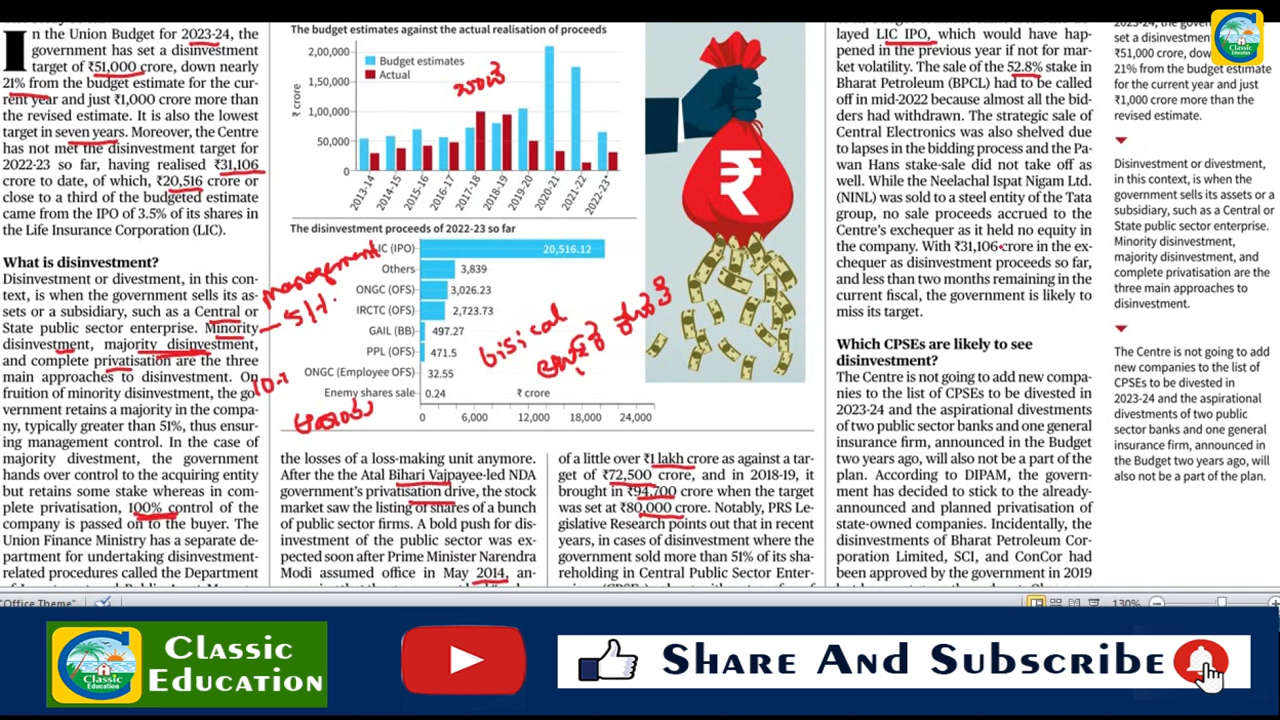 In the Union Budget for 2023-24, the
government has set a disinvestment
target of ₹51,000 crore, down nearly
21% from the budget estimate for the cur-
rent year and just ₹1,000 crore more than
the revised estimate. It is also the lowest
target in seven years. Moreover, the Centre
has not met the disinvestment target for
2022-23 so far, having realised ₹31,106
crore to date, of which, ₹20,516 crore or
close to a third of the budgeted estimate
came from the IPO of 3.5% of its shares in
the Life Insurance Corporation (LIC).
What is disinvestment?
Disinvestment or divestment, in this con-
text, is when the government sells its as-
sets or a subsidiary, such as a Central or
State public sector enterprise. Minority
disinvestment, majority disinvestment,
and complete privatisation are the three
main approaches to disinvestment. On
fruition of minority disinvestment, the go-
vernment retains a majority in the compa-
ny, typically greater than 51%, thus ensur-
ing management control. In the case of
majority divestment, the government
hands over control to the acquiring entity
but retains some stake whereas in com-
plete privatisation, 100% control of the
company is passed on to the buyer. The
Union Finance Ministry has a separate de-
partment for undertaking disinvestment-
related procedures called the Department
The budget estimates against the actual realisation of proceeds
2,00,000
1,50,000
1,00,000
50,000
0
₹ crore
Budget estimates
Actual
2013-14
2014-15
2015-16
2016-17
2017-18
2018-19
2019-20
2020-21
2021-22
2022-23*
The disinvestment proceeds of 2022-23 so far
LIC (IPO) 20,516.12
Others 3,839
ONGC (OFS) 3,026.23
IRCTC (OFS) 2,723.73
GAIL (BB) 497.27
PPL (OFS) 471.5
ONGC (Employee OFS) 32.55
Enemy shares sale 0.24
₹ crore
0 6,000 12,000 18,000 24,000
management
51%
bisical
₹
the losses of a loss-making unit anymore.
After the the Atal Bihari Vajpayee-led NDA
government's privatisation drive, the stock
market saw the listing of shares of a bunch
of public sector firms. A bold push for dis-
investment of the public sector was ex-
pected soon after Prime Minister Narendra
Modi assumed office in May 2014, an-
of a little over ₹1 lakh crore as against a tar-
get of ₹72,500 crore, and in 2018-19, it
brought in ₹94,700 crore when the target
was set at ₹80,000 crore. Notably, PRS Le-
gislative Research points out that in recent
years, in cases of disinvestment where the
government sold more than 51% of its sha-
reholding in Central Public Sector Enter-
layed LIC IPO, which would have hap-
pened in the previous year if not for mar-
ket volatility. The sale of the 52.8% stake in
Bharat Petroleum (BPCL) had to be called
off in mid-2022 because almost all the bid-
ders had withdrawn. The strategic sale of
Central Electronics was also shelved due
to lapses in the bidding process and the Pa-
wan Hans stake-sale did not take off as
well. While the Neelachal Ispat Nigam Ltd.
(NINL) was sold to a steel entity of the Tata
group, no sale proceeds accrued to the
Centre's exchequer as it held no equity in
the company. With ₹31,106 crore in the ex-
chequer as disinvestment proceeds so far,
and less than two months remaining in the
current fiscal, the government is likely to
miss its target.
Which CPSEs are likely to see
disinvestment?
The Centre is not going to add new compa-
nies to the list of CPSEs to be divested in
2023-24 and the aspirational divestments
of two public sector banks and one general
insurance firm, announced in the Budget
two years ago, will also not be a part of the
plan. According to DIPAM, the govern-
ment has decided to stick to the already-
announced and planned privatisation of
state-owned companies. Incidentally, the
disinvestments of Bharat Petroleum Cor-
poration Limited, SCI, and ConCor had
been approved by the government in 2019
set a disinvestment
₹51,000 crore, down
21% from the budget estimate
for the current year and just
₹1,000 crore more than the
revised estimate.
Disinvestment or divestment,
in this context, is when the
government sells its assets or a
subsidiary, such as a Central or
State public sector enterprise.
Minority disinvestment,
majority disinvestment, and
complete privatisation are the
three main approaches to
disinvestment.
The Centre is not going to add
new companies to the list of
CPSEs to be divested in
2023-24 and the aspirational
divestments of two public
sector banks and one general
insurance firm, announced in
the Budget two years ago, will
also not be a part of the plan.
Classic
Education
"Office Theme"
130%
Classic
Education
Classic
Education
Share And Subscribe